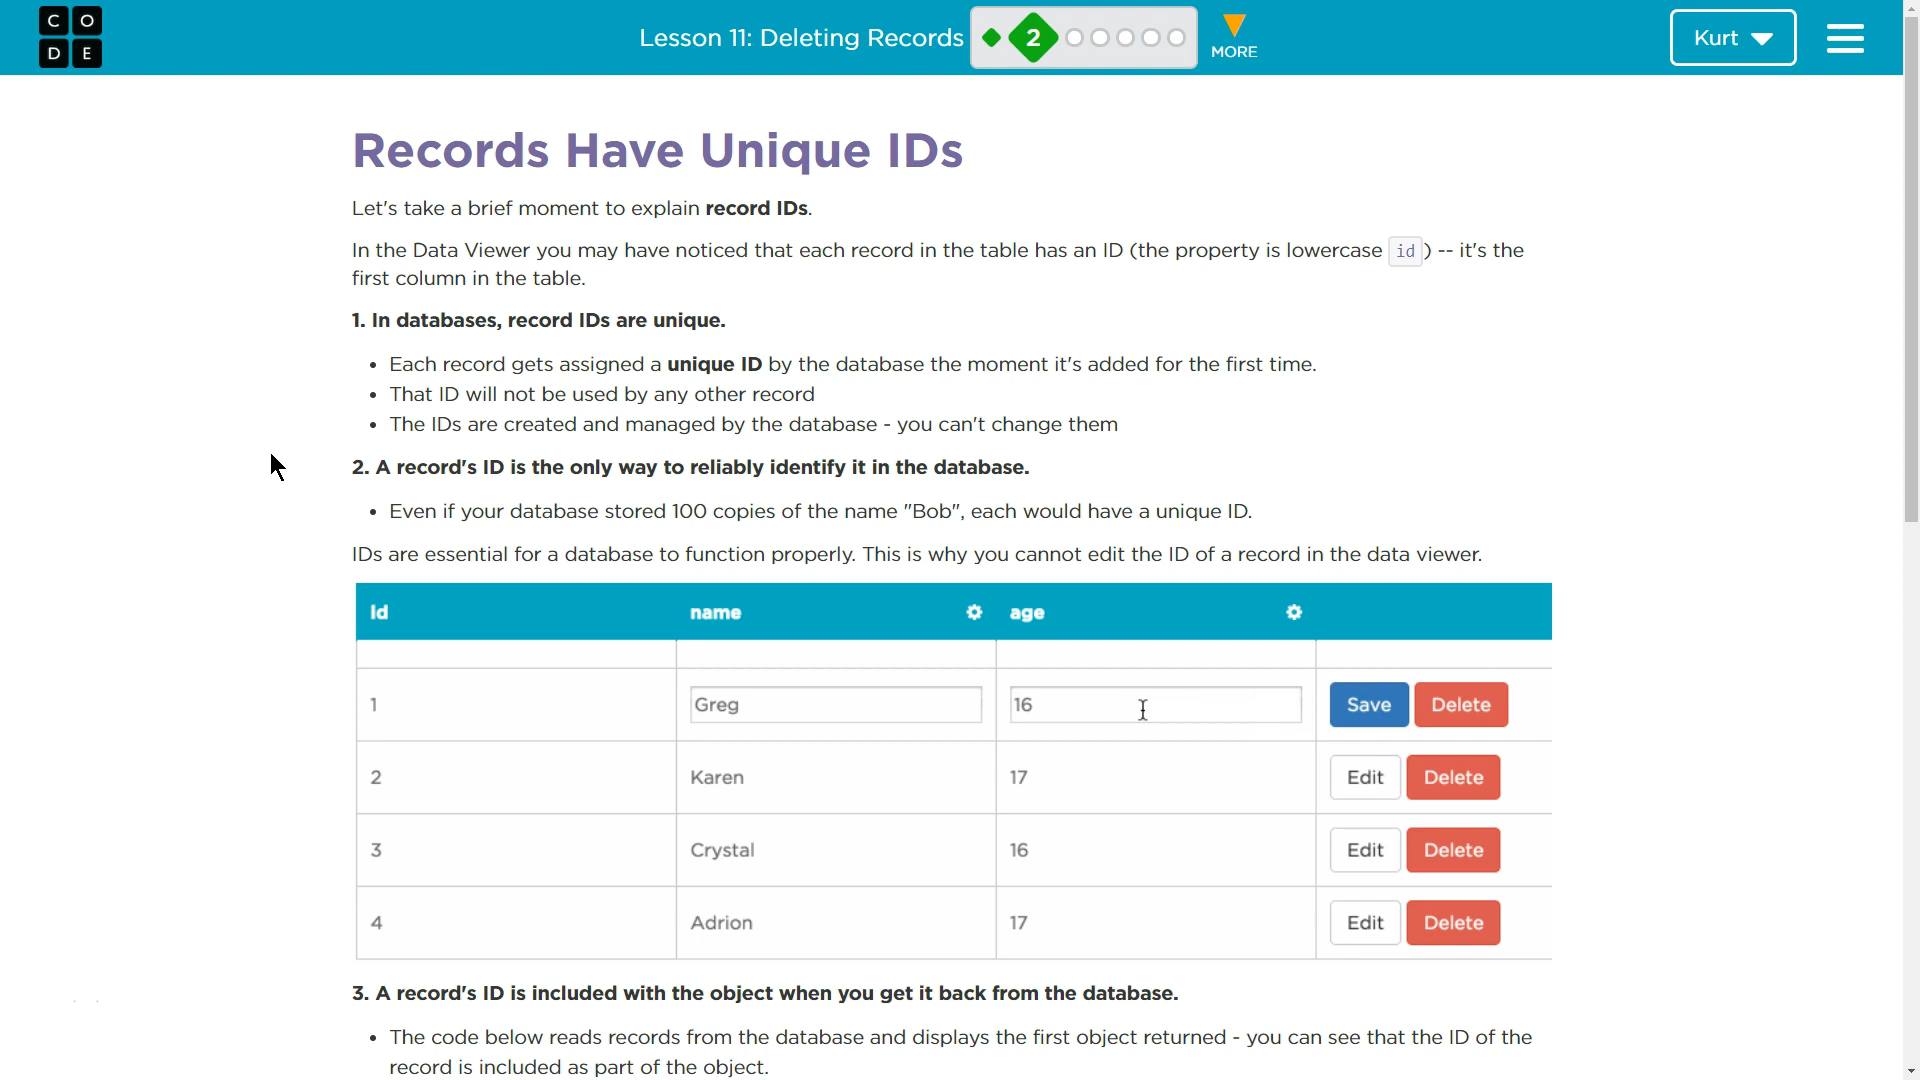 C O
D E
Lesson 11: Deleting Records
2
MORE
Kurt
Records Have Unique IDs
Let's take a brief moment to explain record IDs.
In the Data Viewer you may have noticed that each record in the table has an ID (the property is lowercase id ) -- it's the
first column in the table.
1. In databases, record IDs are unique.
• Each record gets assigned a unique ID by the database the moment it's added for the first time.
• That ID will not be used by any other record
• The IDs are created and managed by the database - you can't change them
2. A record's ID is the only way to reliably identify it in the database.
• Even if your database stored 100 copies of the name "Bob", each would have a unique ID.
IDs are essential for a database to function properly. This is why you cannot edit the ID of a record in the data viewer.
id name age
1 Greg 16 Save Delete
2 Karen 17 Edit Delete
3 Crystal 16 Edit Delete
4 Adrion 17 Edit Delete
3. A record's ID is included with the object when you get it back from the database.
• The code below reads records from the database and displays the first object returned - you can see that the ID of the
record is included as part of the object.